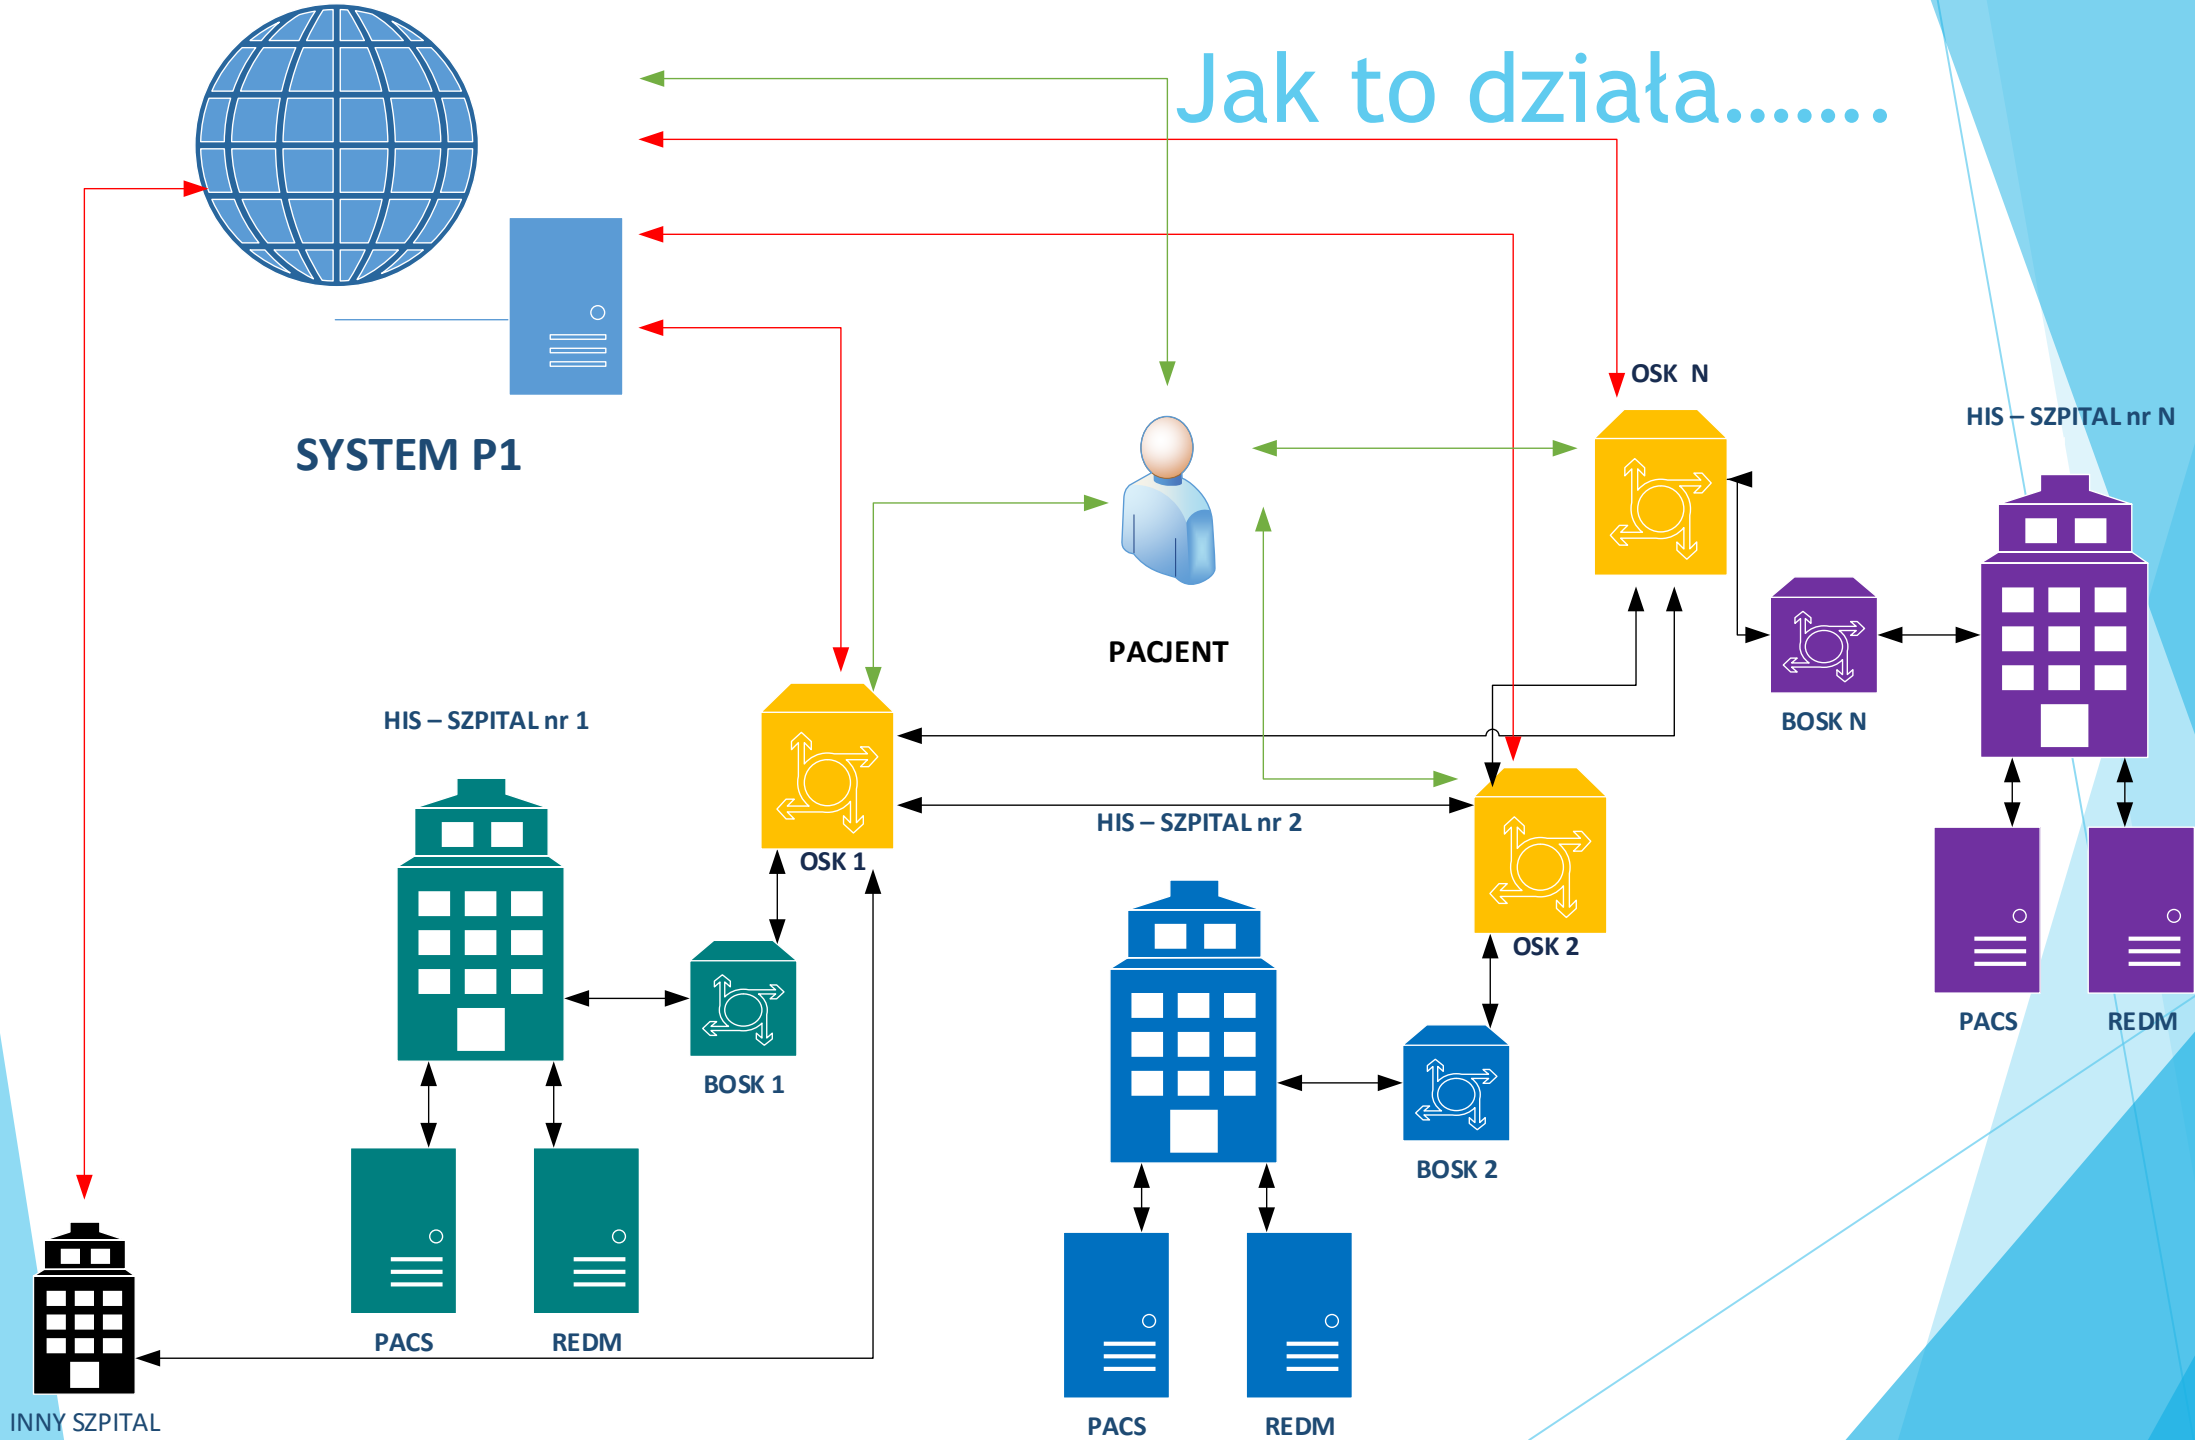 Jak to działa.......
SYSTEM P1
OSK N
HIS – SZPITAL nr N
PACJENT
HIS – SZPITAL nr 1
BOSK N
HIS – SZPITAL nr 2
OSK 1
OSK 2
PACS
REDM
BOSK 1
BOSK 2
PACS
REDM
INNY SZPITAL
PACS
REDM